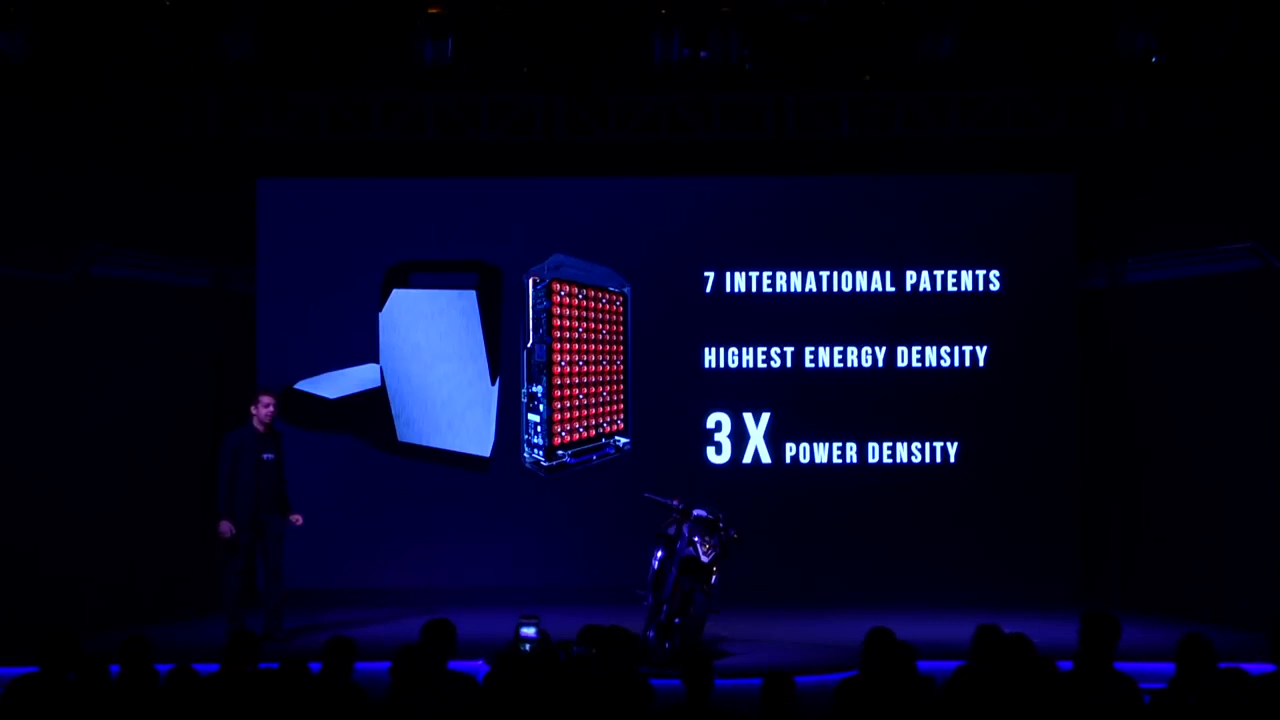 7 INTERNATIONAL PATENTS
HIGHEST ENERGY DENSITY
3X POWER DENSITY